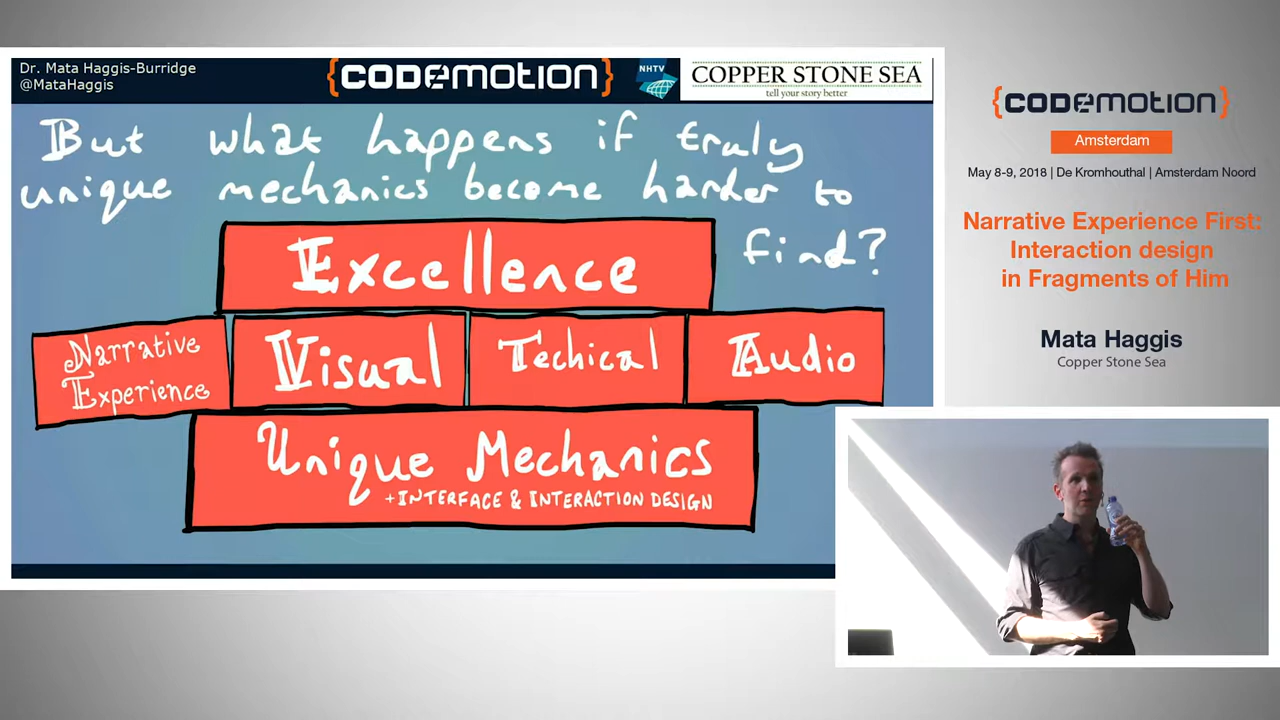 Dr. Mata Haggis-Burridge
@MataHaggis
{CODEMOTION}
NHTV
COPPER STONE SEA
tell your story better
But what happens if truly
unique mechanics become harder to
find?
Excellence
Narrative
Experience
Visual
Techical
Audio
Unique Mechanics
+INTERFACE & INTERACTION DESIGN
{CODEMOTION}
Amsterdam
May 8-9, 2018 | De Kromhouthal | Amsterdam Noord
Narrative Experience First:
Interaction design
in Fragments of Him
Mata Haggis
Copper Stone Sea